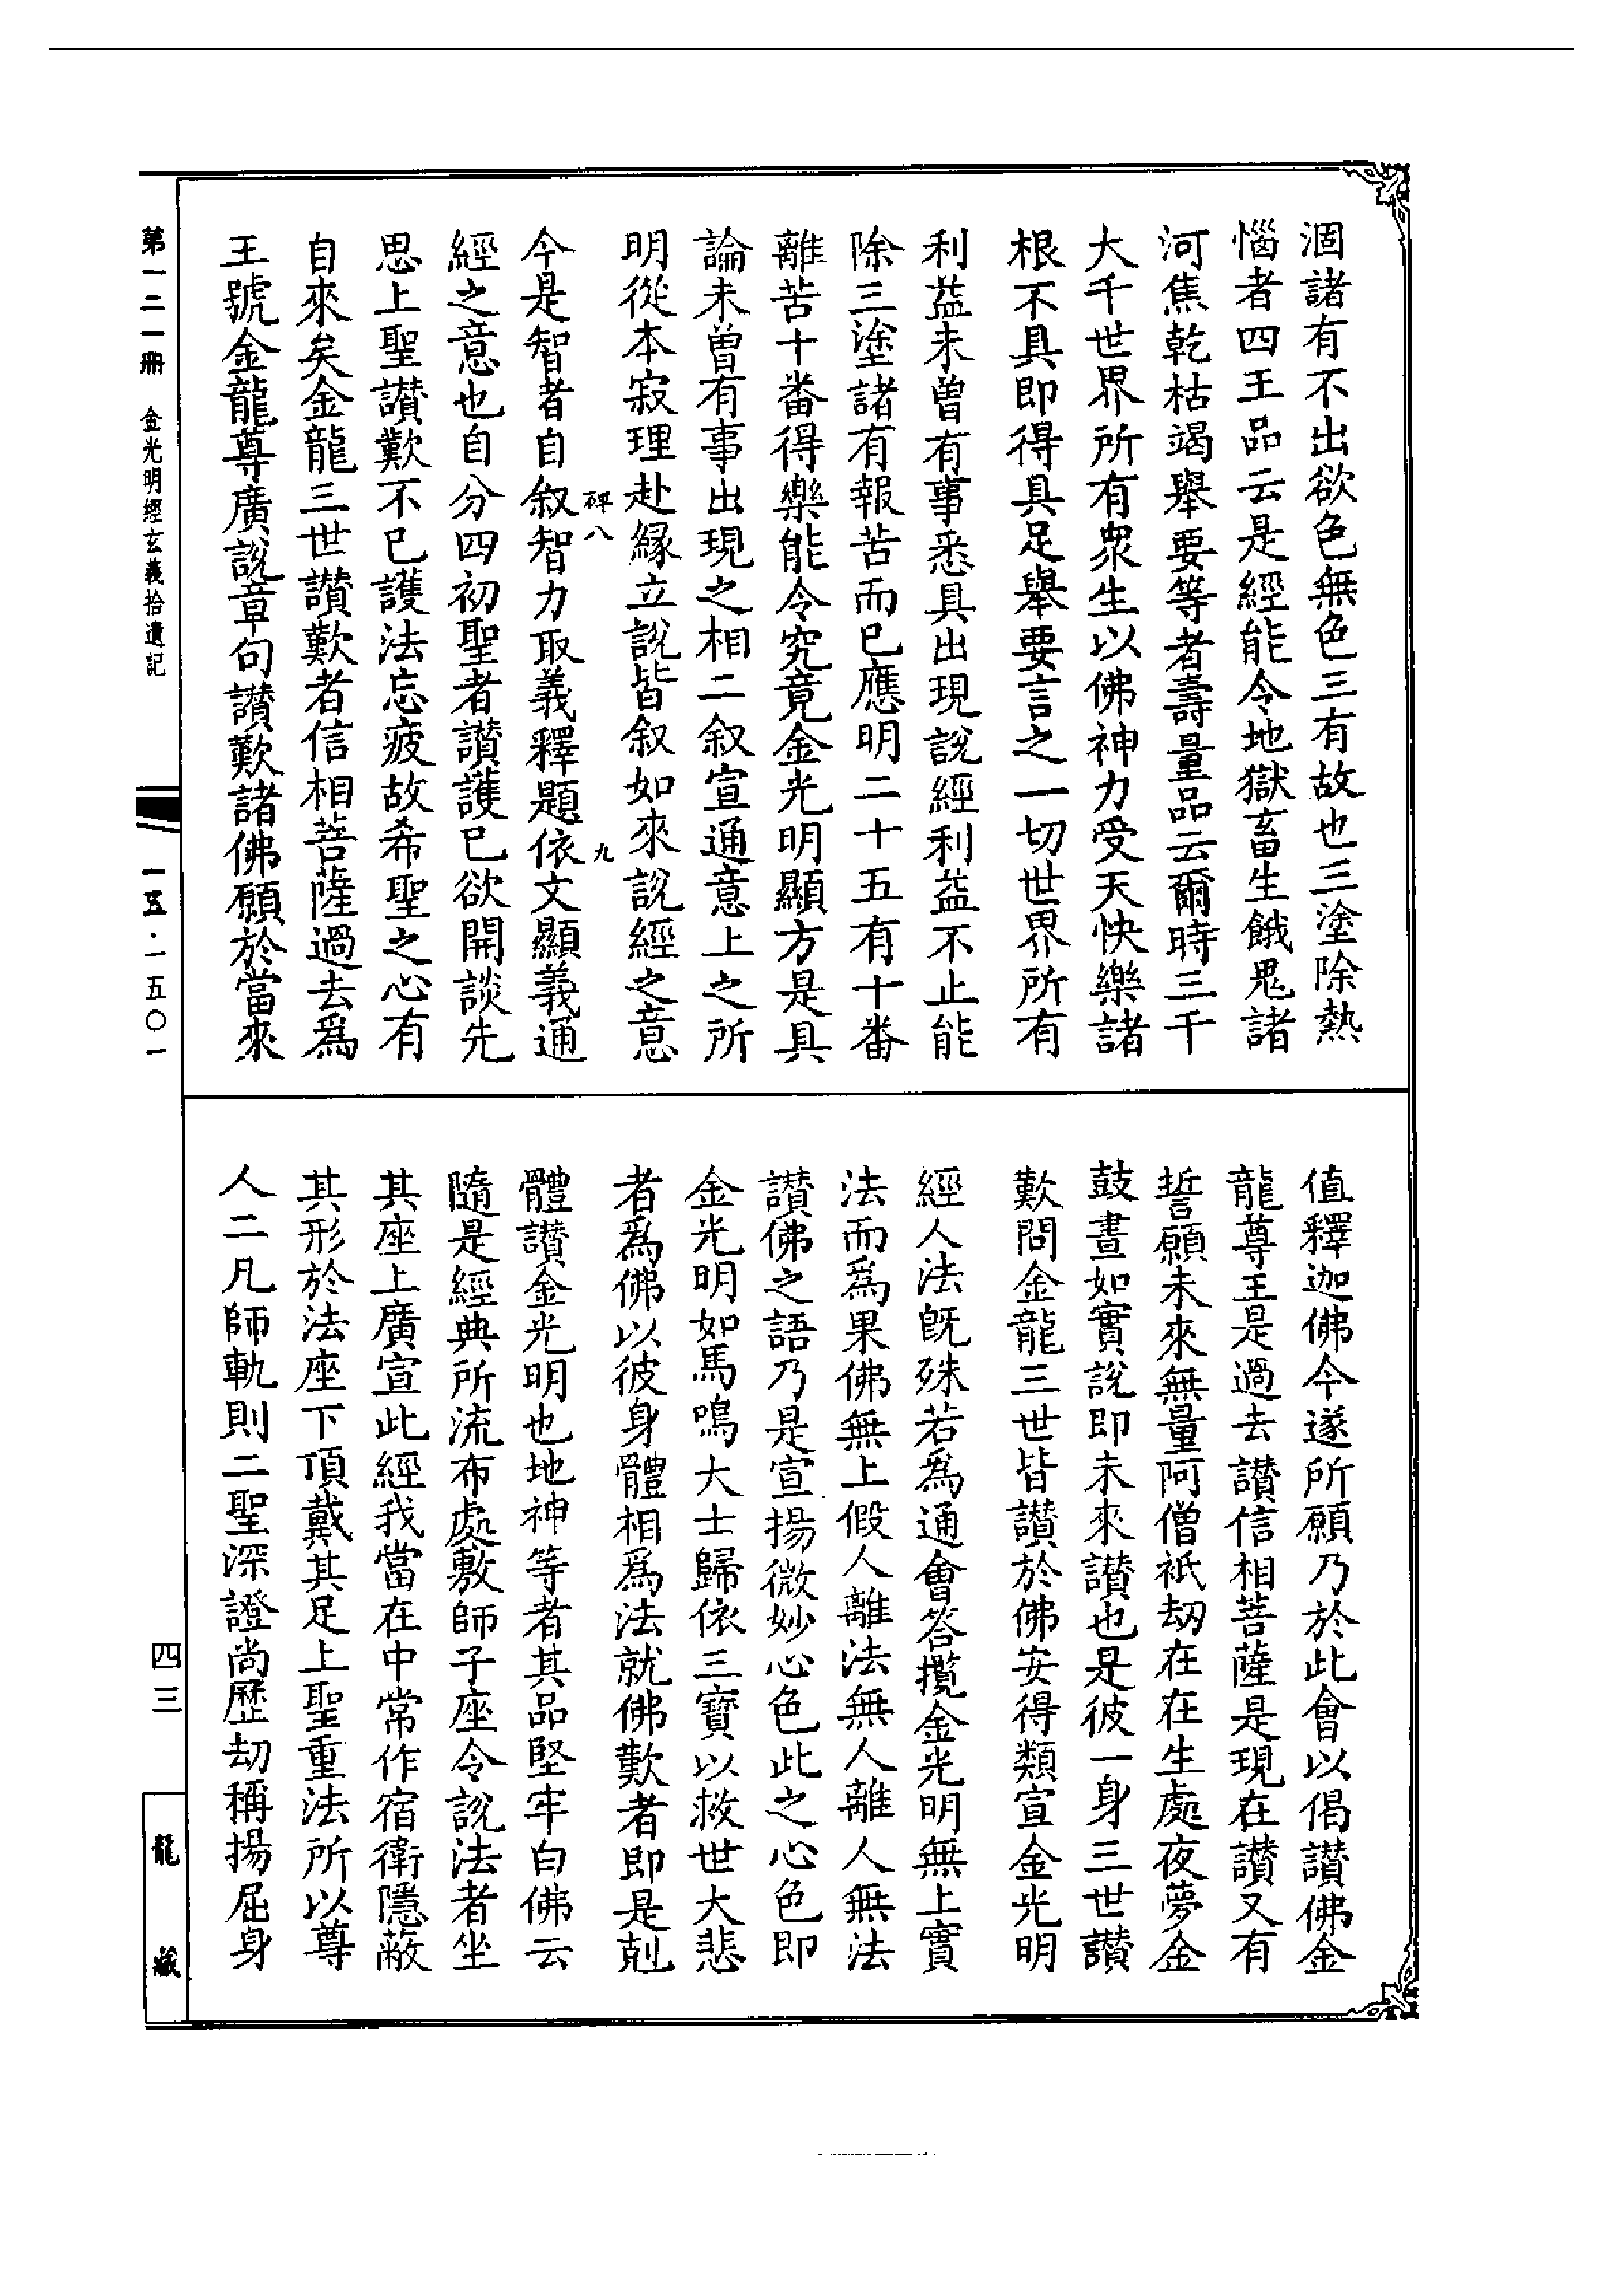 涸諸有不出欲色無色三有故也三塗除熱
惱者四王品云是經能令地獄畜生餓鬼諸
河焦乾枯竭舉要等者壽量品云爾時三千
大千世界所有衆生以佛神力受天快樂諸
根不具即得具足舉要言之一切世界所有
利益未曾有事悉具出現說經利益不止能
除三塗諸有報苦而已應明二十五有十番
離苦十番得樂能令究竟金光明顯方是具
論未曾有事出現之相二叙宣通意上之所
明從本寂理赴緣立說皆叙如來說經之意
碑八
九
今是智者自叙智力取義釋題依文顯義通
經之意也自分四初聖者讚護已欲開談先
思上聖讚歎不已護法忘疲故希聖之心有
自來矣金龍三世讚歎者信相菩薩過去爲
王號金龍尊廣說章句讚歎諸佛願於當來
值釋迦佛今遂所願乃於此會以偈讚佛金
龍尊王是過去讚信相菩薩是現在讚又有
誓願未來無量阿僧祇劫在在生處夜夢金
鼓晝如實說即未來讚也是彼一身三世讚
歎問金龍三世皆讚於佛安得類宣金光明
經人法旣殊若爲通會答攬金光明無上實
法而爲果佛無上假人離法無人離人無法
讚佛之語乃是宣揚微妙心色此之心色即
金光明如馬鳴大士歸依三寶以救世大悲
者爲佛以彼身體相爲法就佛歎者即是剋
體讚金光明也地神等者其品堅牢白佛云
隨是經典所流布處敷師子座令說法者坐
其座上廣宣此經我當在中常作宿衛隱蔽
其形於法座下頂戴其足上聖重法所以尊
人二凡師軌則二聖深證尚歷劫稱揚屈身
第一二一冊　金光明經玄義拾遺記
一五·一五〇一
四三
龍藏